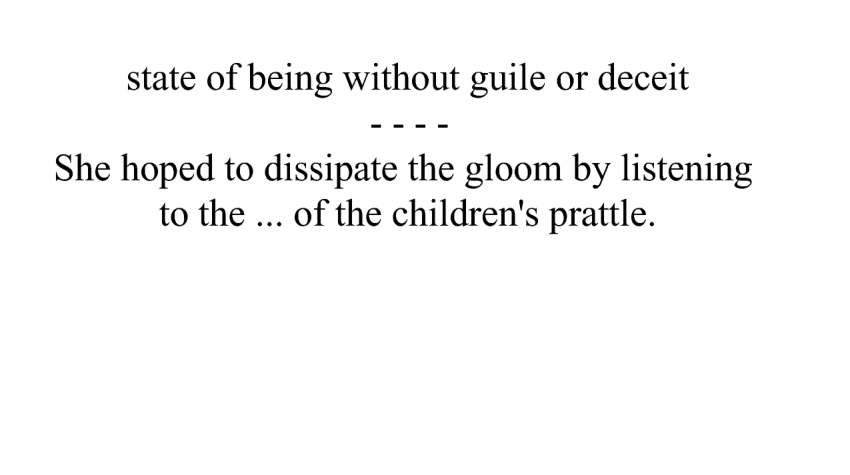 state of being without guile or deceit
- - - -
She hoped to dissipate the gloom by listening
to the ... of the children's prattle.